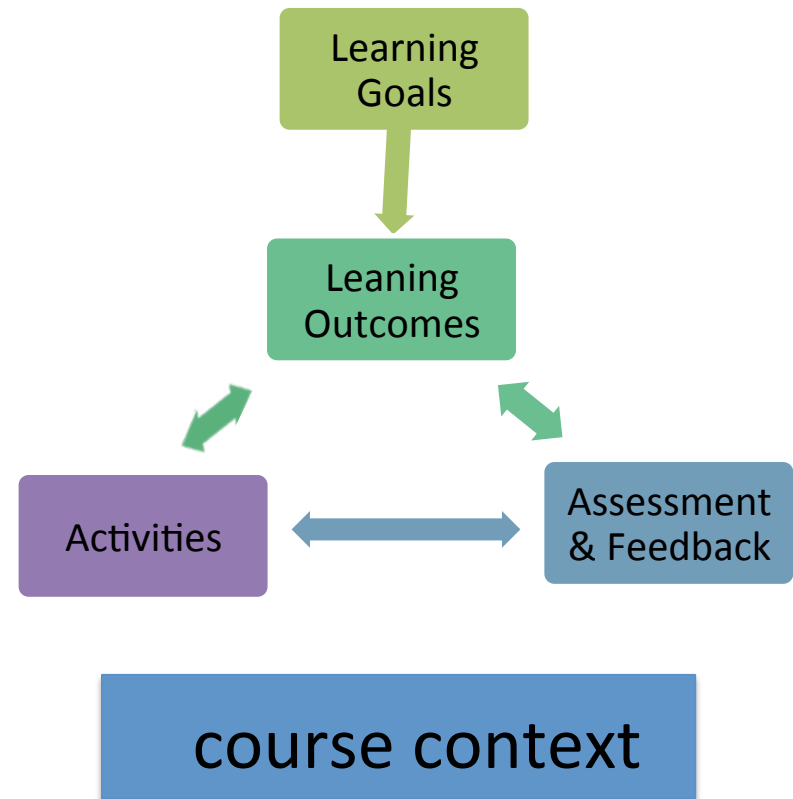 Learning
Goals
Leaning
Outcomes
Activities
Assessment
& Feedback
course context